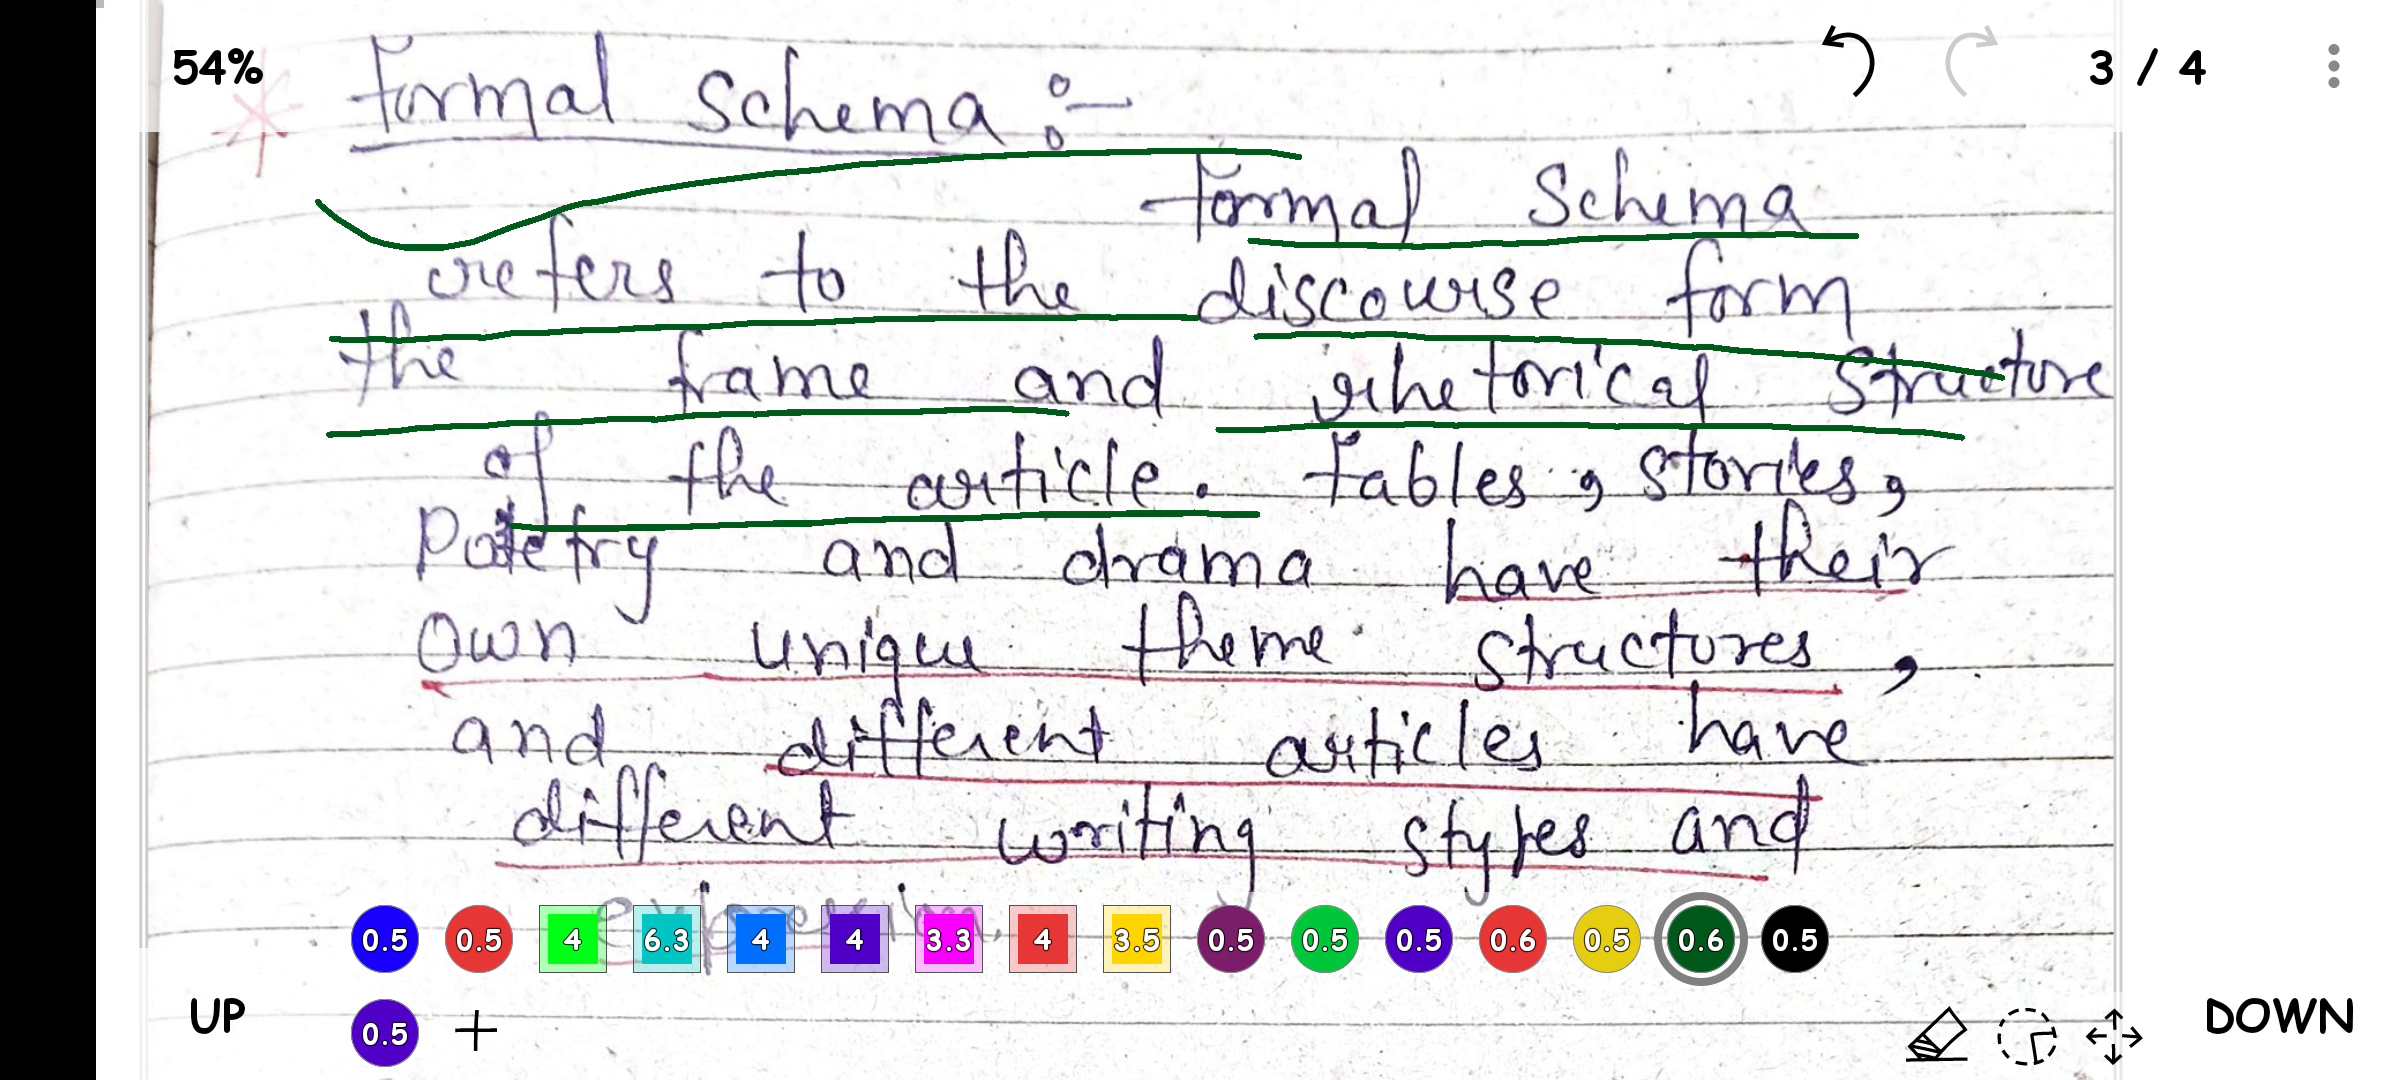 54%
3 / 4
Formal Schema :-
Formal Schema
refers to the discourse form
the frame and rhetorical structure
of the article. Fables, stories,
Poetry and drama have their
own unique theme structures,
and different articles have
different writing styles and
expression.
0.5 0.5 4 6.3 4 4 3.3 4 3.5 0.5 0.5 0.5 0.6 0.5 0.6 0.5
UP 0.5 + DOWN